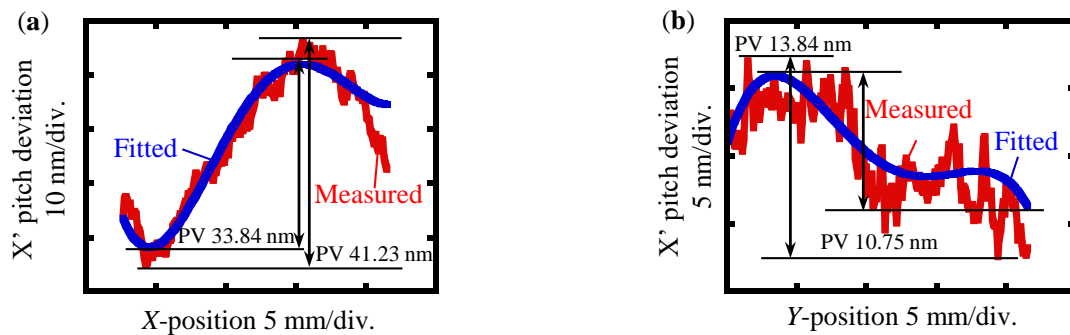 (a)
X’ pitch deviation
10 nm/div.
Fitted
Measured
PV 33.84 nm
PV 41.23 nm
X-position 5 mm/div.
(b)
X’ pitch deviation
5 nm/div.
PV 13.84 nm
Measured
Fitted
PV 10.75 nm
Y-position 5 mm/div.